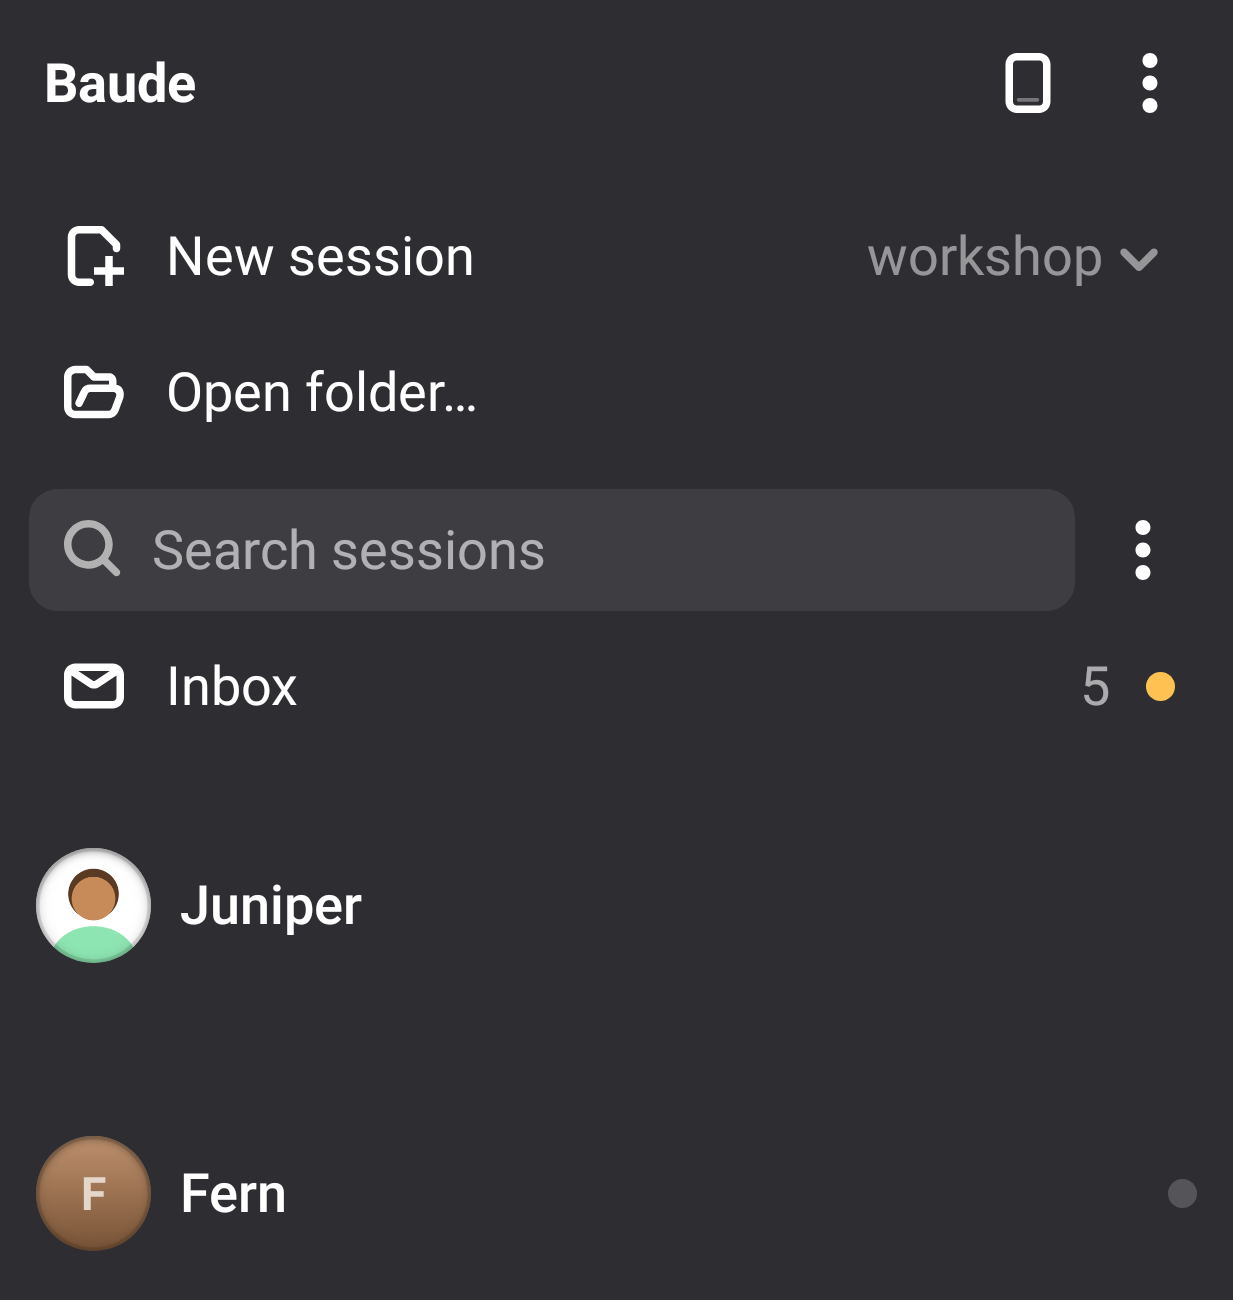 Baude
New session workshop
Open folder…
Search sessions
Inbox 5
Juniper
F Fern